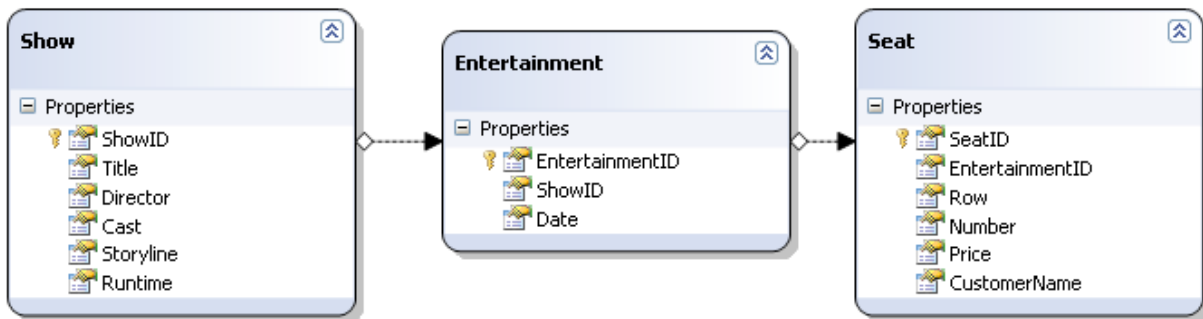 Show
Properties
ShowID
Title
Director
Cast
Storyline
Runtime
Entertainment
Properties
EntertainmentID
ShowID
Date
Seat
Properties
SeatID
EntertainmentID
Row
Number
Price
CustomerName